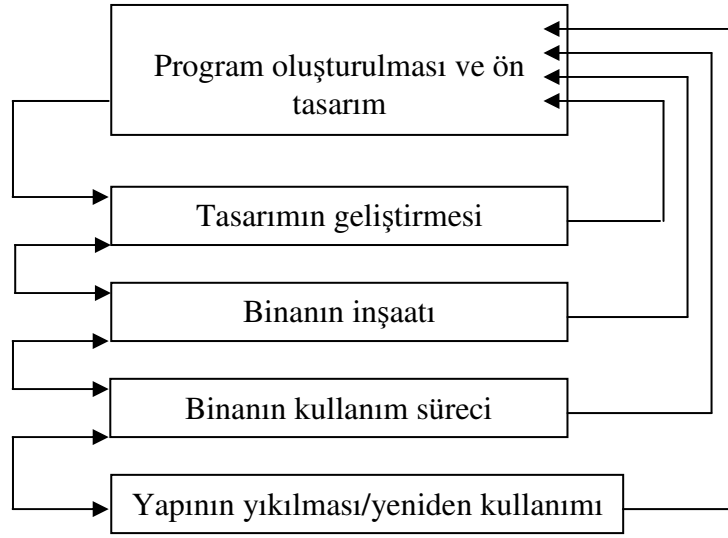 Program oluşturulması ve ön
tasarım
Tasarımın geliştirmesi
Binanın inşaatı
Binanın kullanım süreci
Yapının yıkılması/yeniden kullanımı